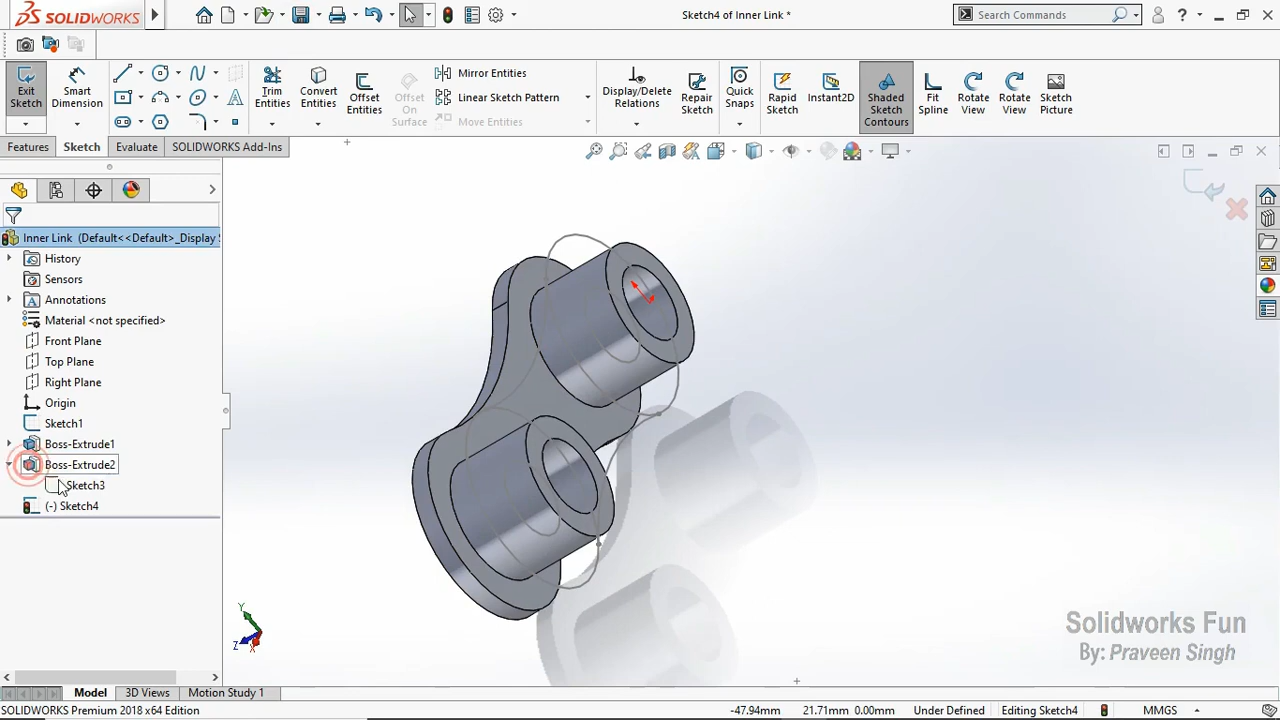 SOLIDWORKS
Sketch4 of Inner Link *
Search Commands
?
Exit Sketch
Smart Dimension
Trim Entities
Convert Entities
Offset Entities
Offset On Surface
Mirror Entities
Linear Sketch Pattern
Move Entities
Display/Delete Relations
Repair Sketch
Quick Snaps
Rapid Sketch
Instant2D
Shaded Sketch Contours
Fit Spline
Rotate View
Rotate View
Sketch Picture
Features
Sketch
Evaluate
SOLIDWORKS Add-Ins
Inner Link (Default<<Default>_Display
History
Sensors
Annotations
Material <not specified>
Front Plane
Top Plane
Right Plane
Origin
Sketch1
Boss-Extrude1
Boss-Extrude2
Sketch3
(-) Sketch4
Y
Z
X
Solidworks Fun
By: Praveen Singh
Model
3D Views
Motion Study 1
SOLIDWORKS Premium 2018 x64 Edition
-47.94mm
21.71mm
0.00mm
Under Defined
Editing Sketch4
MMGS